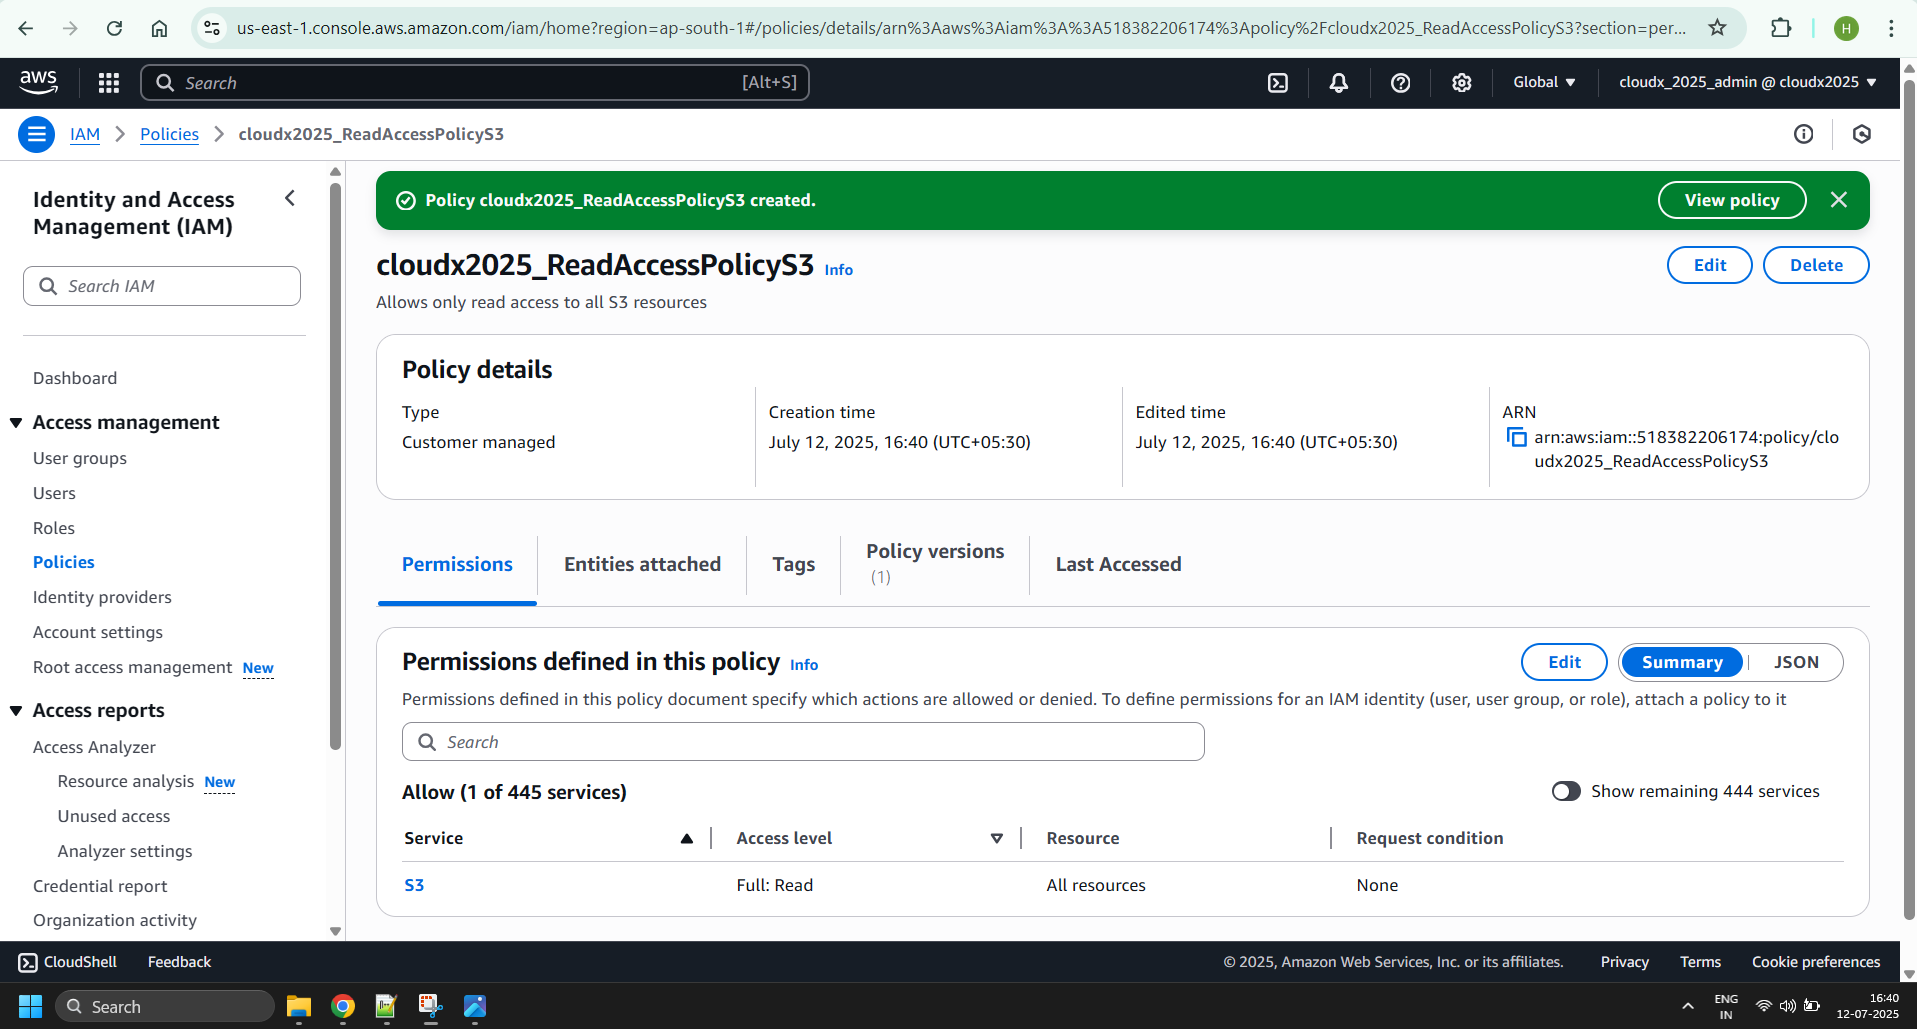 us-east-1.console.aws.amazon.com/iam/home?region=ap-south-1#/policies/details/arn%3Aaws%3Aiam%3A%3A518382206174%3Apolicy%2Fcloudx2025_ReadAccessPolicyS3?section=per...
H
aws
Search [Alt+S]
Global
cloudx_2025_admin @ cloudx2025
IAM > Policies > cloudx2025_ReadAccessPolicyS3
Identity and Access
Management (IAM)
Search IAM
Dashboard
Access management
User groups
Users
Roles
Policies
Identity providers
Account settings
Root access management New
Access reports
Access Analyzer
Resource analysis New
Unused access
Analyzer settings
Credential report
Organization activity
Policy cloudx2025_ReadAccessPolicyS3 created.
View policy
cloudx2025_ReadAccessPolicyS3 Info
Edit
Delete
Allows only read access to all S3 resources
Policy details
Type
Customer managed
Creation time
July 12, 2025, 16:40 (UTC+05:30)
Edited time
July 12, 2025, 16:40 (UTC+05:30)
ARN
arn:aws:iam::518382206174:policy/clo
udx2025_ReadAccessPolicyS3
Permissions
Entities attached
Tags
Policy versions
(1)
Last Accessed
Permissions defined in this policy Info
Edit
Summary
JSON
Permissions defined in this policy document specify which actions are allowed or denied. To define permissions for an IAM identity (user, user group, or role), attach a policy to it
Search
Allow (1 of 445 services)
Show remaining 444 services
Service Access level Resource Request condition
S3 Full: Read All resources None
CloudShell Feedback
© 2025, Amazon Web Services, Inc. or its affiliates. Privacy Terms Cookie preferences
Search
ENG
IN
16:40
12-07-2025